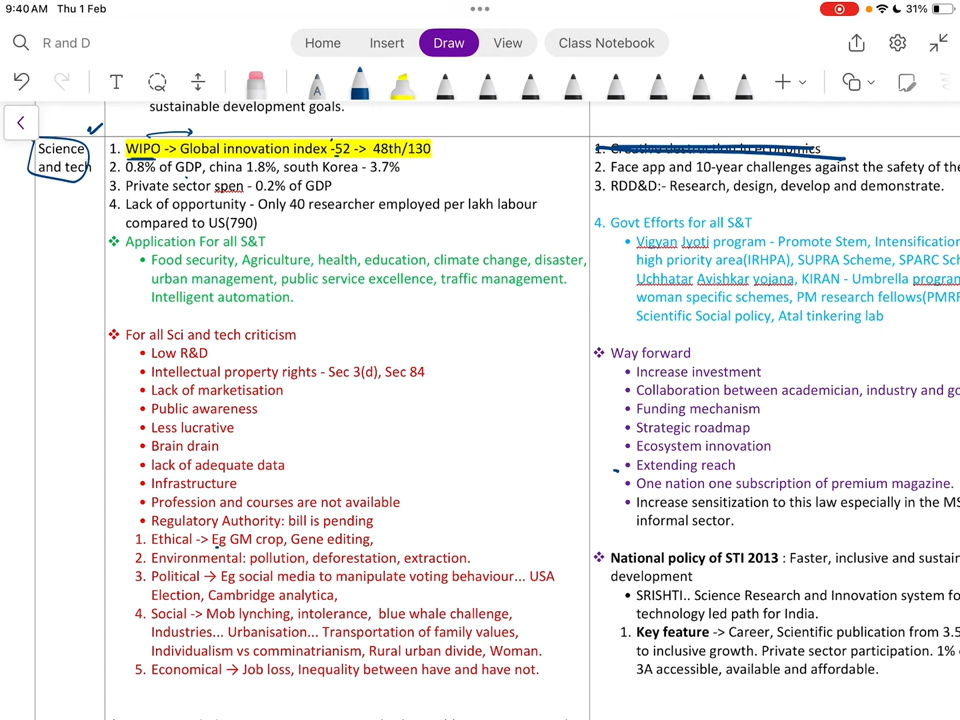 9:40 AM Thu 1 Feb
31%
R and D
Home Insert Draw View Class Notebook
T
A
sustainable development goals.
Science and tech
1. WIPO -> Global innovation index -52 -> 48th/130
2. 0.8% of GDP, china 1.8%, south Korea - 3.7%
3. Private sector spen - 0.2% of GDP
4. Lack of opportunity - Only 40 researcher employed per lakh labour
compared to US(790)
❖ Application For all S&T
• Food security, Agriculture, health, education, climate change, disaster,
urban management, public service excellence, traffic management.
Intelligent automation.
❖ For all Sci and tech criticism
• Low R&D
• Intellectual property rights - Sec 3(d), Sec 84
• Lack of marketisation
• Public awareness
• Less lucrative
• Brain drain
• lack of adequate data
• Infrastructure
• Profession and courses are not available
• Regulatory Authority: bill is pending
1. Ethical -> Eg GM crop, Gene editing,
2. Environmental: pollution, deforestation, extraction.
3. Political → Eg social media to manipulate voting behaviour... USA
Election, Cambridge analytica,
4. Social -> Mob lynching, intolerance, blue whale challenge,
Industries... Urbanisation... Transportation of family values,
Individualism vs comminatrianism, Rural urban divide, Woman.
5. Economical → Job loss, Inequality between have and have not.
1. Creative destruction in economics
2. Face app and 10-year challenges against the safety of the
3. RDD&D:- Research, design, develop and demonstrate.
4. Govt Efforts for all S&T
• Vigyan Jyoti program - Promote Stem, Intensification
high priority area(IRHPA), SUPRA Scheme, SPARC Sch
Uchhatar Avishkar yojana, KIRAN - Umbrella program
woman specific schemes, PM research fellows(PMRF
Scientific Social policy, Atal tinkering lab
❖ Way forward
• Increase investment
• Collaboration between academician, industry and go
• Funding mechanism
• Strategic roadmap
• Ecosystem innovation
• Extending reach
• One nation one subscription of premium magazine.
• Increase sensitization to this law especially in the MS
informal sector.
❖ National policy of STI 2013 : Faster, inclusive and sustain
development
• SRISHTI.. Science Research and Innovation system fo
technology led path for India.
1. Key feature -> Career, Scientific publication from 3.5
to inclusive growth. Private sector participation. 1%
3A accessible, available and affordable.